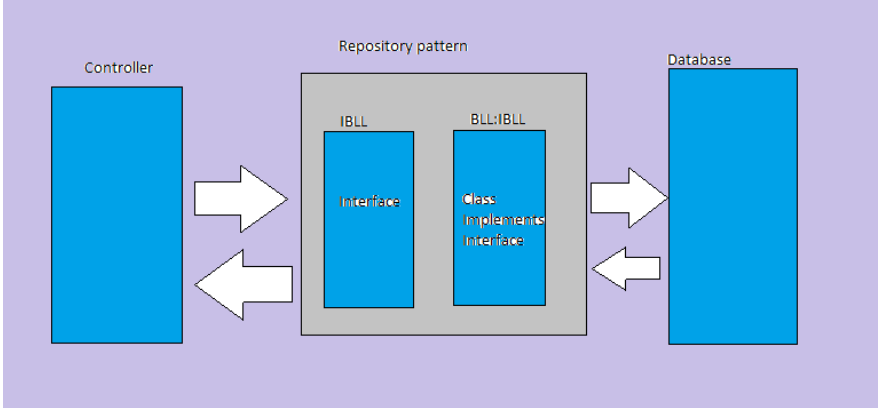 Repository pattern
Controller
Database
IBLL
BLL:IBLL
Interface
Class
Implements
Interface